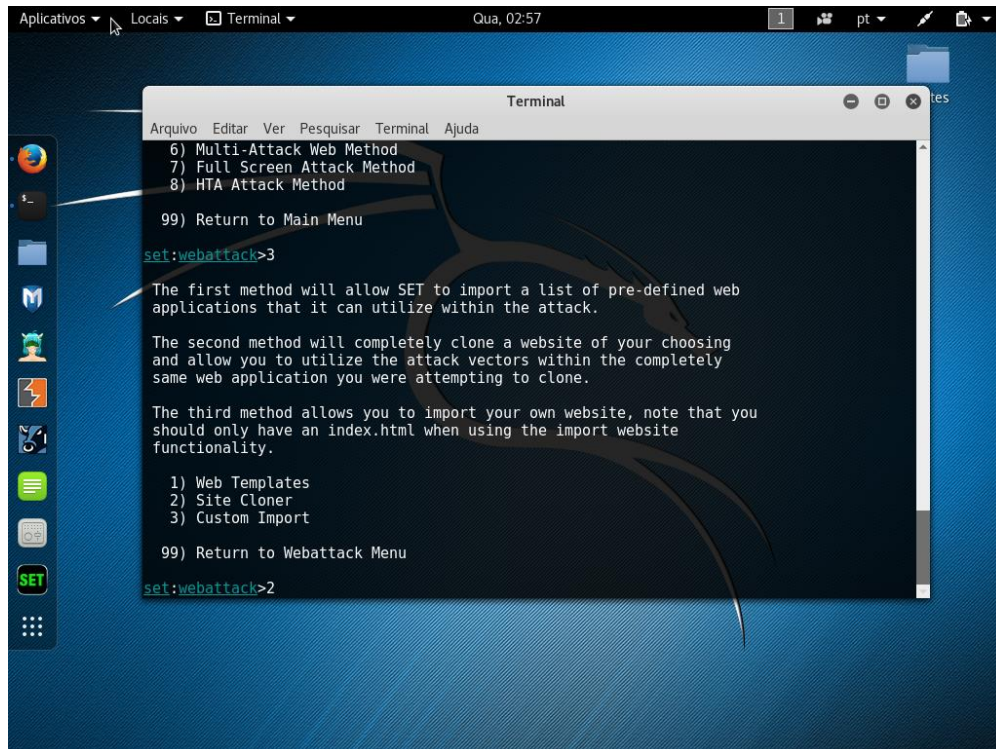 Aplicativos Locais Terminal Qua, 02:57 1 pt
Terminal
Arquivo Editar Ver Pesquisar Terminal Ajuda
6) Multi-Attack Web Method
7) Full Screen Attack Method
8) HTA Attack Method
99) Return to Main Menu
set:webattack>3
The first method will allow SET to import a list of pre-defined web
applications that it can utilize within the attack.
The second method will completely clone a website of your choosing
and allow you to utilize the attack vectors within the completely
same web application you were attempting to clone.
The third method allows you to import your own website, note that you
should only have an index.html when using the import website
functionality.
1) Web Templates
2) Site Cloner
3) Custom Import
99) Return to Webattack Menu
set:webattack>2
SET